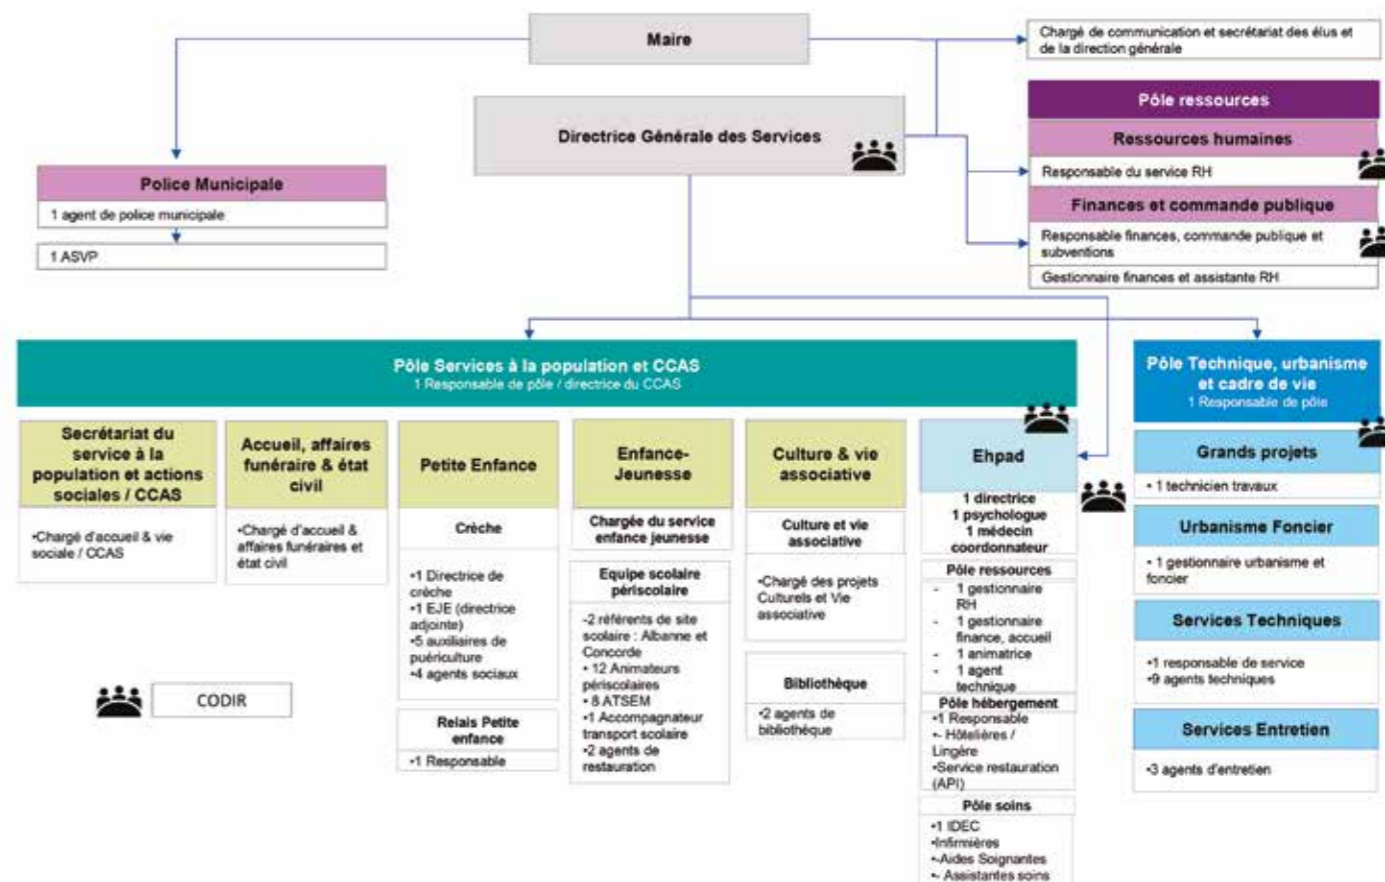 Maire
Chargé de communication et secrétariat des élus et
de la direction générale
Directrice Générale des Services
Pôle ressources
Ressources humaines
Responsable du service RH
Finances et commande publique
Responsable finances, commande publique et
subventions
Gestionnaire finances et assistante RH
Police Municipale
1 agent de police municipale
1 ASVP
Pôle Services à la population et CCAS
1 Responsable de pôle / directrice du CCAS
Secrétariat du
service à la
population et actions
sociales / CCAS
•Chargé d'accueil & vie
sociale / CCAS
Accueil, affaires
funéraire & état
civil
•Chargé d'accueil &
affaires funéraires et
état civil
Petite Enfance
Crèche
•1 Directrice de
crèche
•1 EJE (directrice
adjointe)
•5 auxiliaires de
puériculture
•4 agents sociaux
Relais Petite
enfance
•1 Responsable
Enfance-
Jeunesse
Chargée du service
enfance jeunesse
Equipe scolaire
périscolaire
-2 référents de site
scolaire : Albanne et
Concorde
• 12 Animateurs
périscolaires
• 8 ATSEM
•1 Accompagnateur
transport scolaire
•2 agents de
restauration
Culture & vie
associative
Culture et vie
associative
•Chargé des projets
Culturels et Vie
associative
Bibliothèque
•2 agents de
bibliothèque
Ehpad
1 directrice
1 psychologue
1 médecin
coordonnateur
Pôle ressources
- 1 gestionnaire
RH
- 1 gestionnaire
finance, accueil
- 1 animatrice
- 1 agent
technique
Pôle hébergement
•1 Responsable
•- Hôtelières /
Lingère
•Service restauration
(API)
Pôle soins
•1 IDEC
•Infirmières
•-Aides Soignantes
•- Assistantes soins
Pôle Technique, urbanisme
et cadre de vie
1 Responsable de pôle
Grands projets
• 1 technicien travaux
Urbanisme Foncier
• 1 gestionnaire urbanisme et
foncier
Services Techniques
•1 responsable de service
•9 agents techniques
Services Entretien
•3 agents d'entretien
CODIR